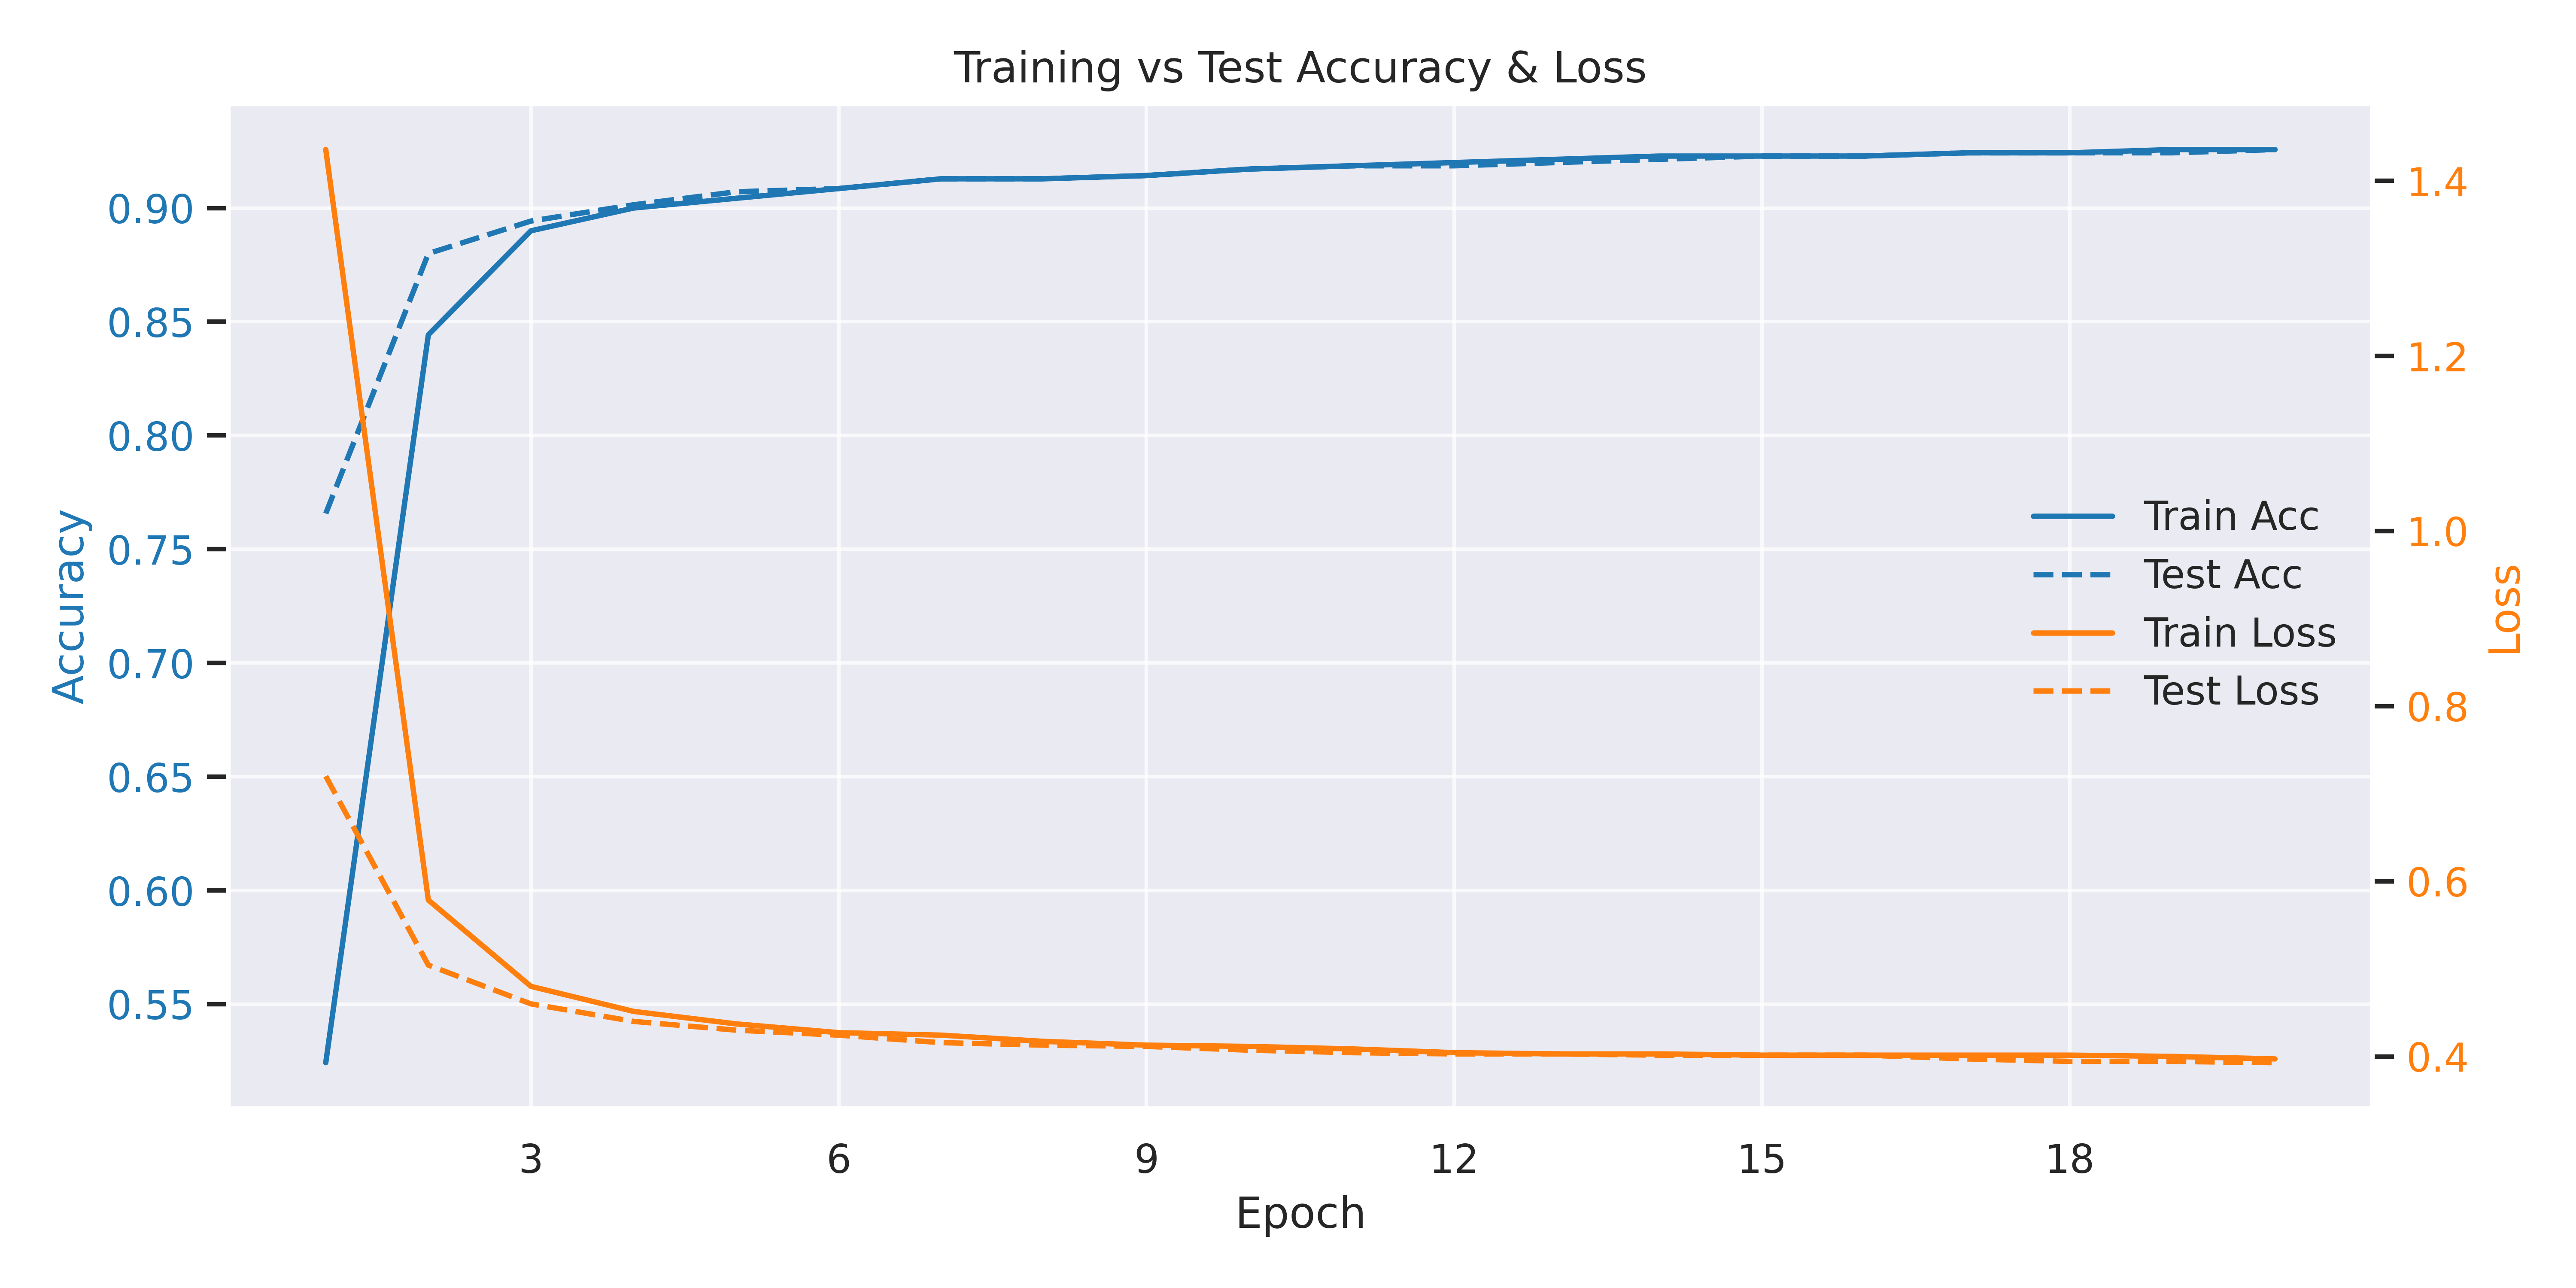 Training vs Test Accuracy & Loss
Accuracy
0.90
0.85
0.80
0.75
0.70
0.65
0.60
0.55
1.4
1.2
1.0
0.8
0.6
0.4
Loss
Train Acc
Test Acc
Train Loss
Test Loss
3 6 9 12 15 18
Epoch